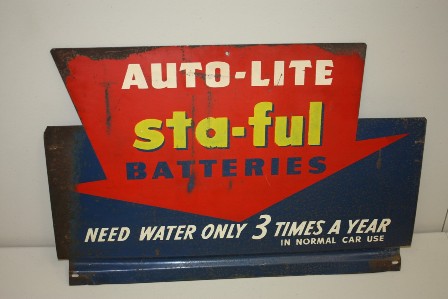 AUTO-LITE
sta-ful
BATTERIES
NEED WATER ONLY 3 TIMES A YEAR
IN NORMAL CAR USE